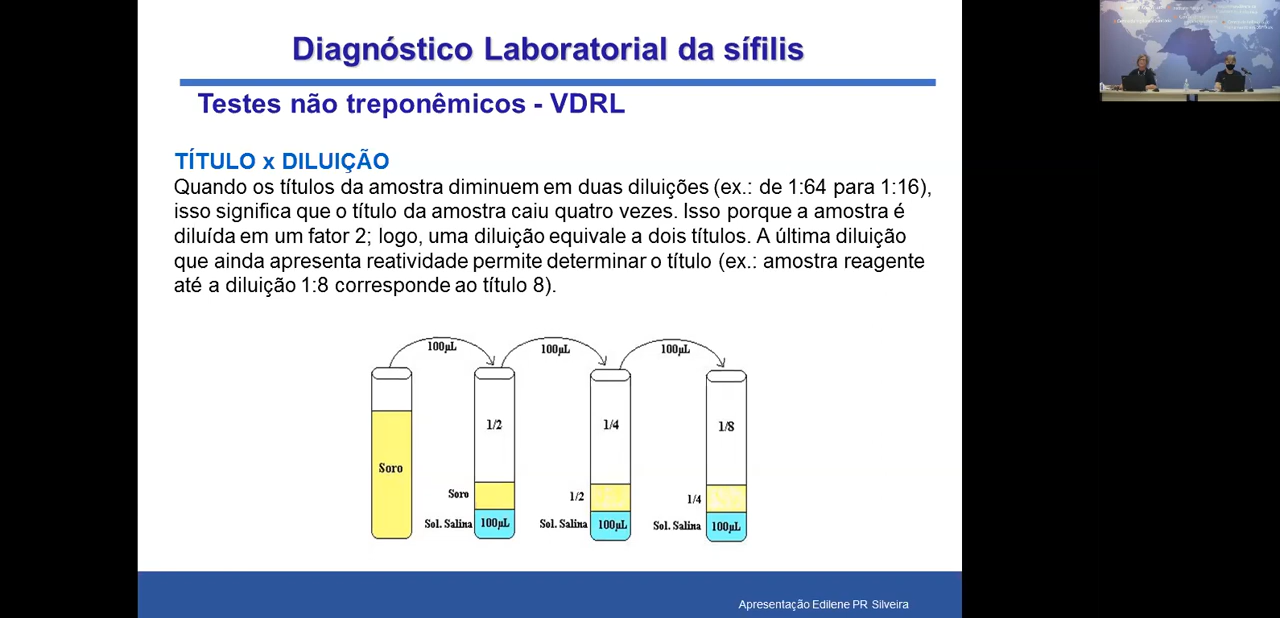 Diagnóstico Laboratorial da sífilis
Testes não treponêmicos - VDRL
TÍTULO x DILUIÇÃO
Quando os títulos da amostra diminuem em duas diluições (ex.: de 1:64 para 1:16),
isso significa que o título da amostra caiu quatro vezes. Isso porque a amostra é
diluída em um fator 2; logo, uma diluição equivale a dois títulos. A última diluição
que ainda apresenta reatividade permite determinar o título (ex.: amostra reagente
até a diluição 1:8 corresponde ao título 8).
100µL 100µL 100µL
1/2 1/4 1/8
Soro
Soro 1/2 1/4
Sol. Salina 100µL Sol. Salina 100µL Sol. Salina 100µL
Apresentação Edilene PR Silveira